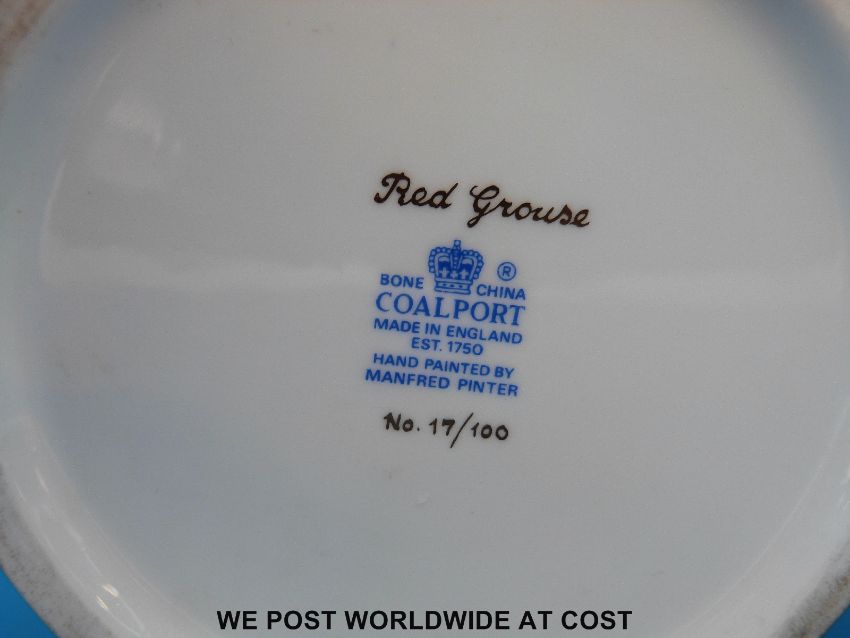 Red Grouse
®
BONE CHINA
COALPORT
MADE IN ENGLAND
EST. 1750
HAND PAINTED BY
MANFRED PINTER
No. 17/100
WE POST WORLDWIDE AT COST